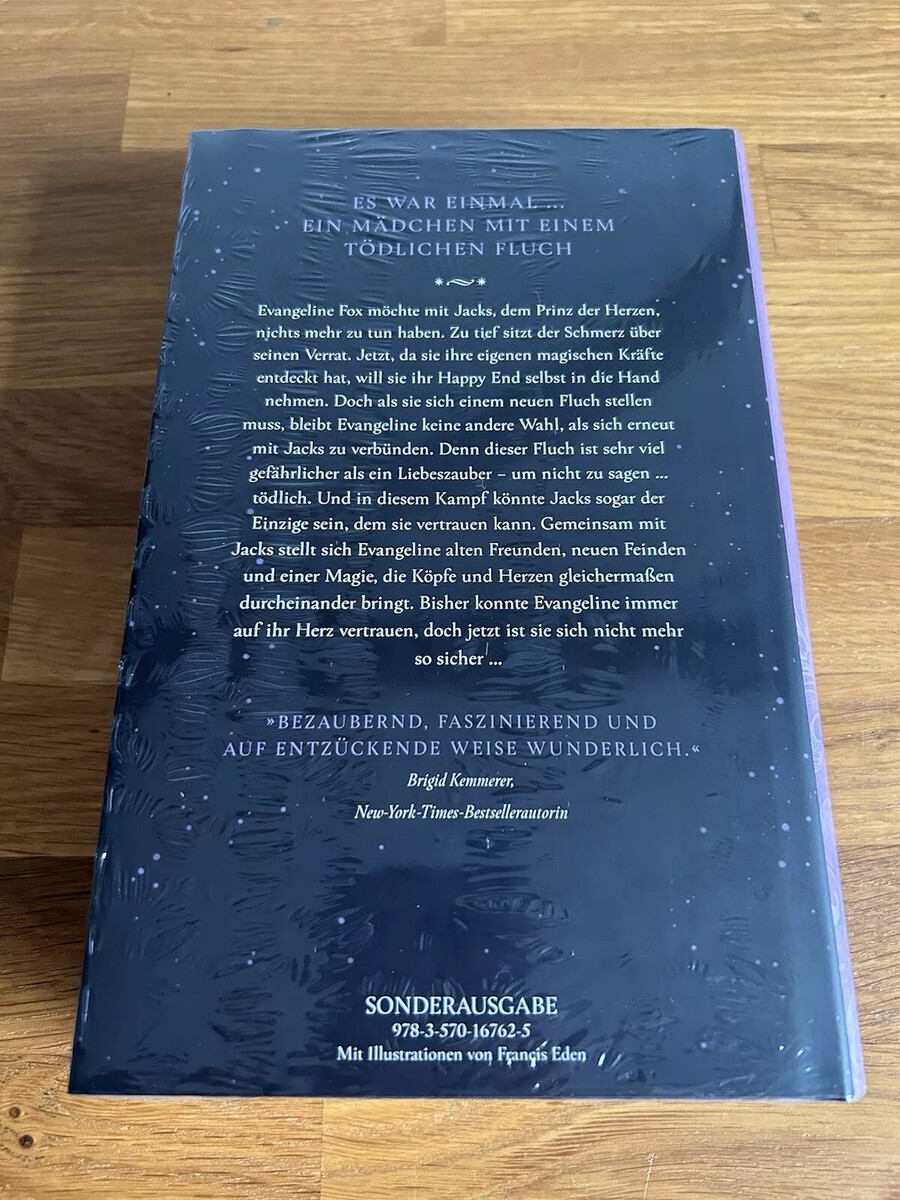 ES WAR EINMAL ...
EIN MÄDCHEN MIT EINEM
TÖDLICHEN FLUCH
Evangeline Fox möchte mit Jacks, dem Prinz der Herzen,
nichts mehr zu tun haben. Zu tief sitzt der Schmerz über
seinen Verrat. Jetzt, da sie ihre eigenen magischen Kräfte
entdeckt hat, will sie ihr Happy End selbst in die Hand
nehmen. Doch als sie sich einem neuen Fluch stellen
muss, bleibt Evangeline keine andere Wahl, als sich erneut
mit Jacks zu verbünden. Denn dieser Fluch ist sehr viel
gefährlicher als ein Liebeszauber – um nicht zu sagen ...
tödlich. Und in diesem Kampf könnte Jacks sogar der
Einzige sein, dem sie vertrauen kann. Gemeinsam mit
Jacks stellt sich Evangeline alten Freunden, neuen Feinden
und einer Magie, die Köpfe und Herzen gleichermaßen
durcheinander bringt. Bisher konnte Evangeline immer
auf ihr Herz vertrauen, doch jetzt ist sie sich nicht mehr
so sicher ...
»BEZAUBERND, FASZINIEREND UND
AUF ENTZÜCKENDE WEISE WUNDERLICH.«
Brigid Kemmerer,
New-York-Times-Bestsellerautorin
SONDERAUSGABE
978-3-570-16762-5
Mit Illustrationen von Francis Eden